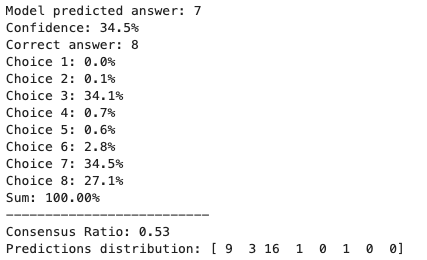 Model predicted answer: 7
Confidence: 34.5%
Correct answer: 8
Choice 1: 0.0%
Choice 2: 0.1%
Choice 3: 34.1%
Choice 4: 0.7%
Choice 5: 0.6%
Choice 6: 2.8%
Choice 7: 34.5%
Choice 8: 27.1%
Sum: 100.00%
--------------------------
Consensus Ratio: 0.53
Predictions distribution: [ 9  3 16  1  0  1  0  0]